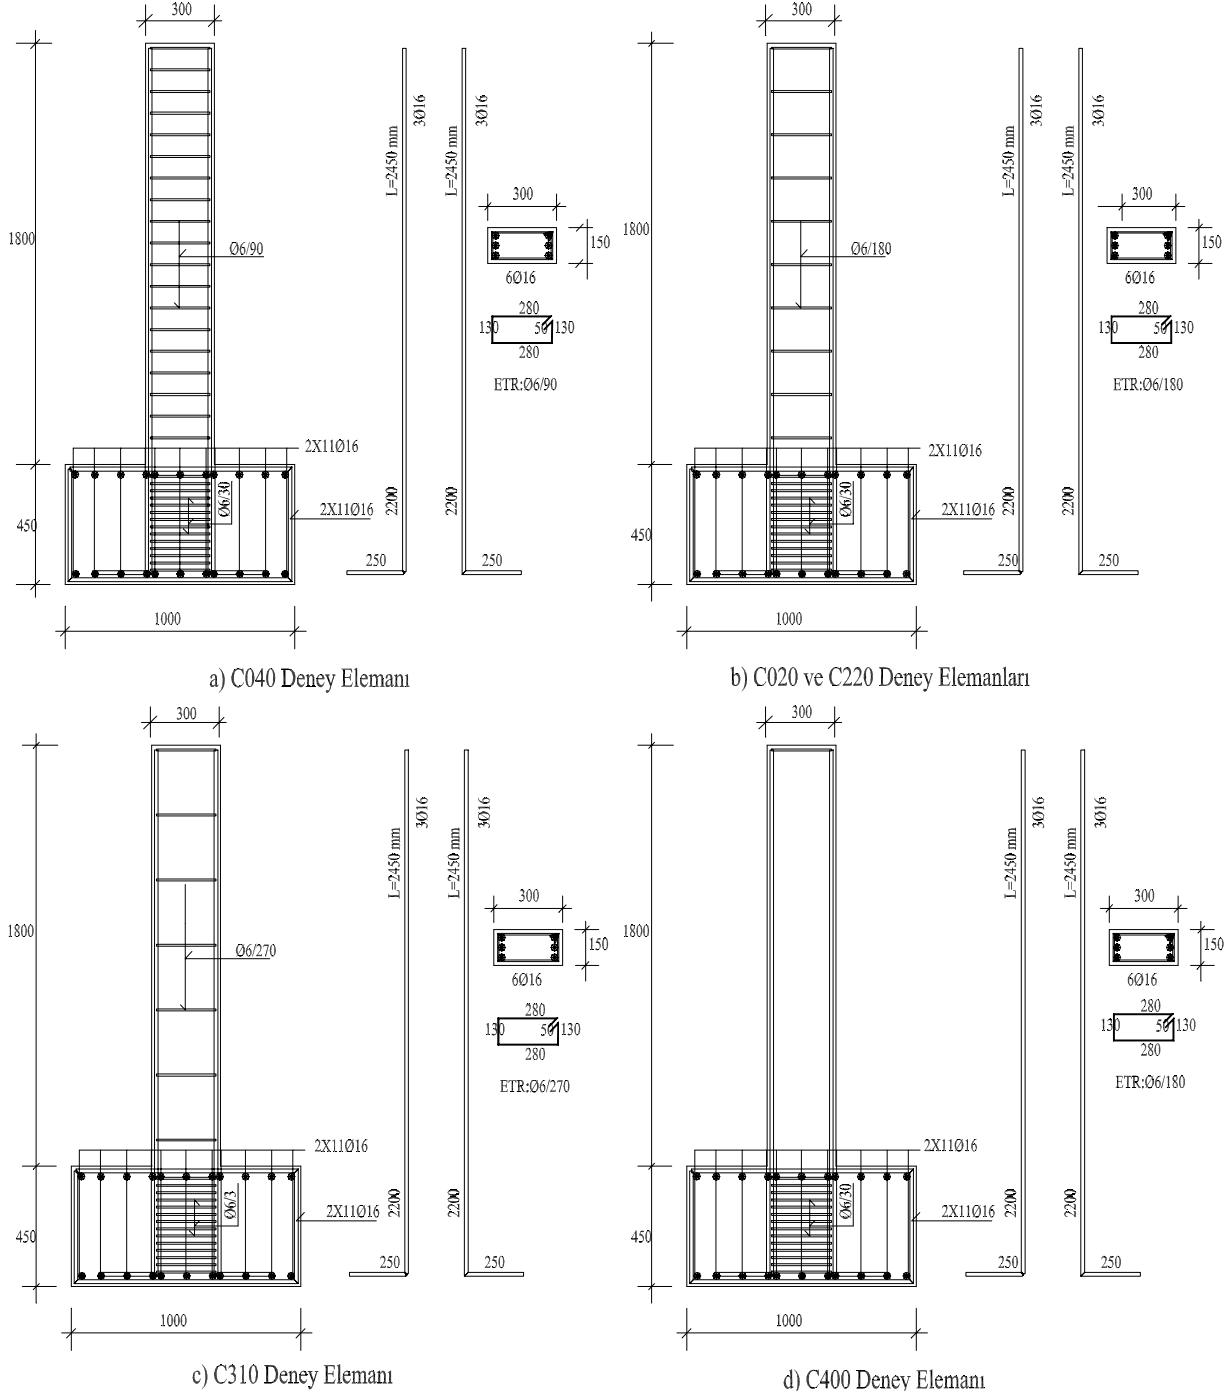 300
1800
Ø6/90
L=2450 mm
3Ø16
L=2450 mm
3Ø16
300
150
6Ø16
280
130
50
130
280
ETR:Ø6/90
2X11Ø16
450
Ø6/30
2X11Ø16
2200
2200
250
250
1000
a) C040 Deney Elemanı
300
1800
Ø6/180
L=2450 mm
3Ø16
L=2450 mm
3Ø16
300
150
6Ø16
280
130
50
130
280
ETR:Ø6/180
2X11Ø16
450
Ø6/30
2X11Ø16
2200
2200
250
250
1000
b) C020 ve C220 Deney Elemanları
300
1800
Ø6/270
L=2450 mm
3Ø16
L=2450 mm
3Ø16
300
150
6Ø16
280
130
50
130
280
ETR:Ø6/270
2X11Ø16
450
Ø6/3
2X11Ø16
2200
2200
250
250
1000
c) C310 Deney Elemanı
300
1800
L=2450 mm
3Ø16
L=2450 mm
3Ø16
300
150
6Ø16
280
130
50
130
280
ETR:Ø6/180
2X11Ø16
450
Ø6/30
2X11Ø16
2200
2200
250
250
1000
d) C400 Deney Elemanı